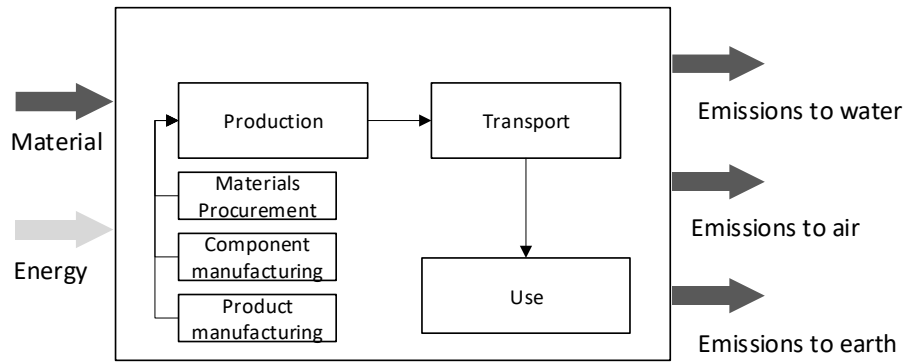 Material
Energy
Production
Transport
Materials
Procurement
Component
manufacturing
Product
manufacturing
Use
Emissions to water
Emissions to air
Emissions to earth